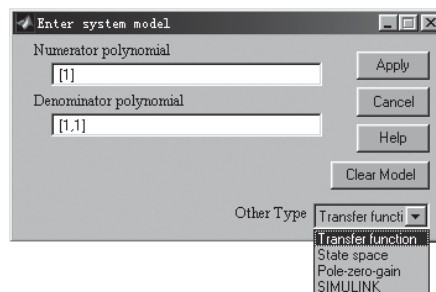 Enter system model
Numerator polynomial
[1]
Apply
Denominator polynomial
Cancel
[1,1]
Help
Clear Model
Other Type Transfer functi
Transfer function
State space
Pole-zero-gain
SIMULINK